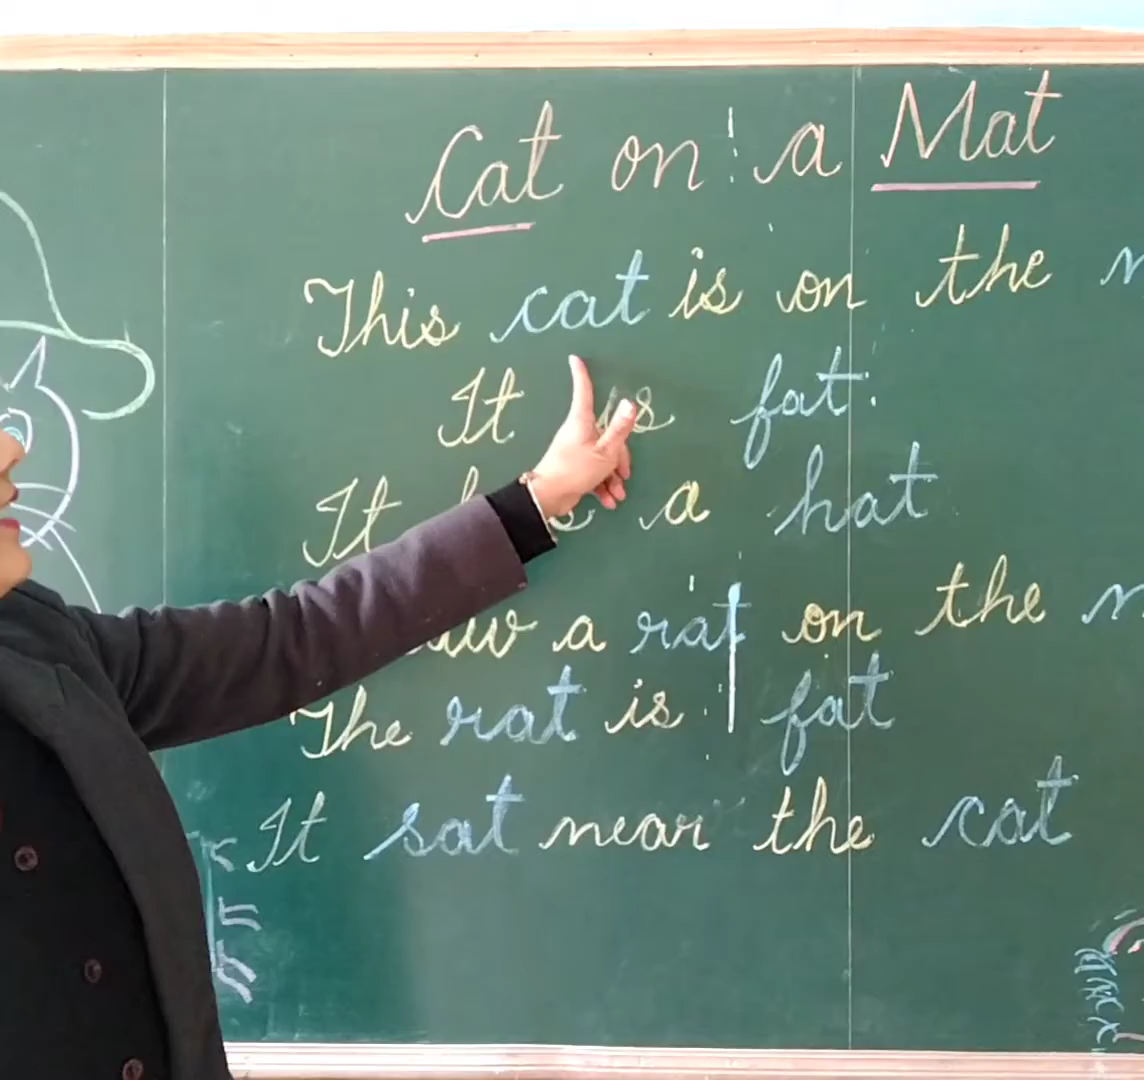 Cat on a Mat
This cat is on the
It is fat.
It a hat
a rat on the
The rat is fat
It sat near the cat